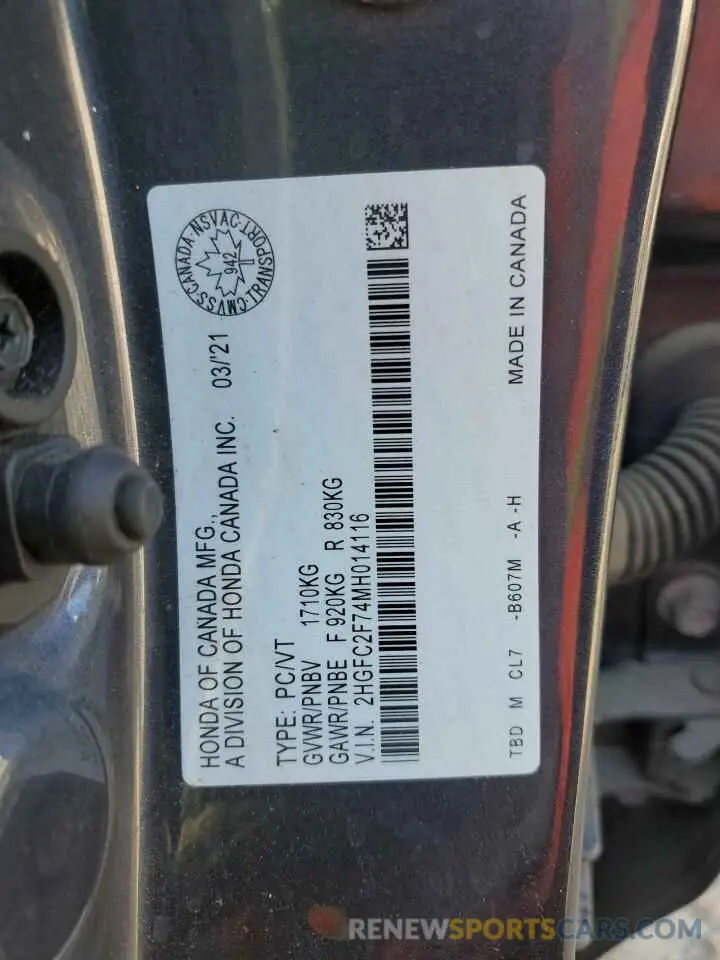 HONDA OF CANADA MFG.,
A DIVISION OF HONDA CANADA INC. 03/'21
CMVSS·CANADA·NSVAC·TRANSPORT·
942
TYPE: PC/VT
GVWR/PNBV 1710KG
GAWR/PNBE F 920KG R 830KG
V.I.N. 2HGFC2F74MH014116
TBD M CL7 -B607M -A -H MADE IN CANADA
RENEWSPORTSCARS.COM